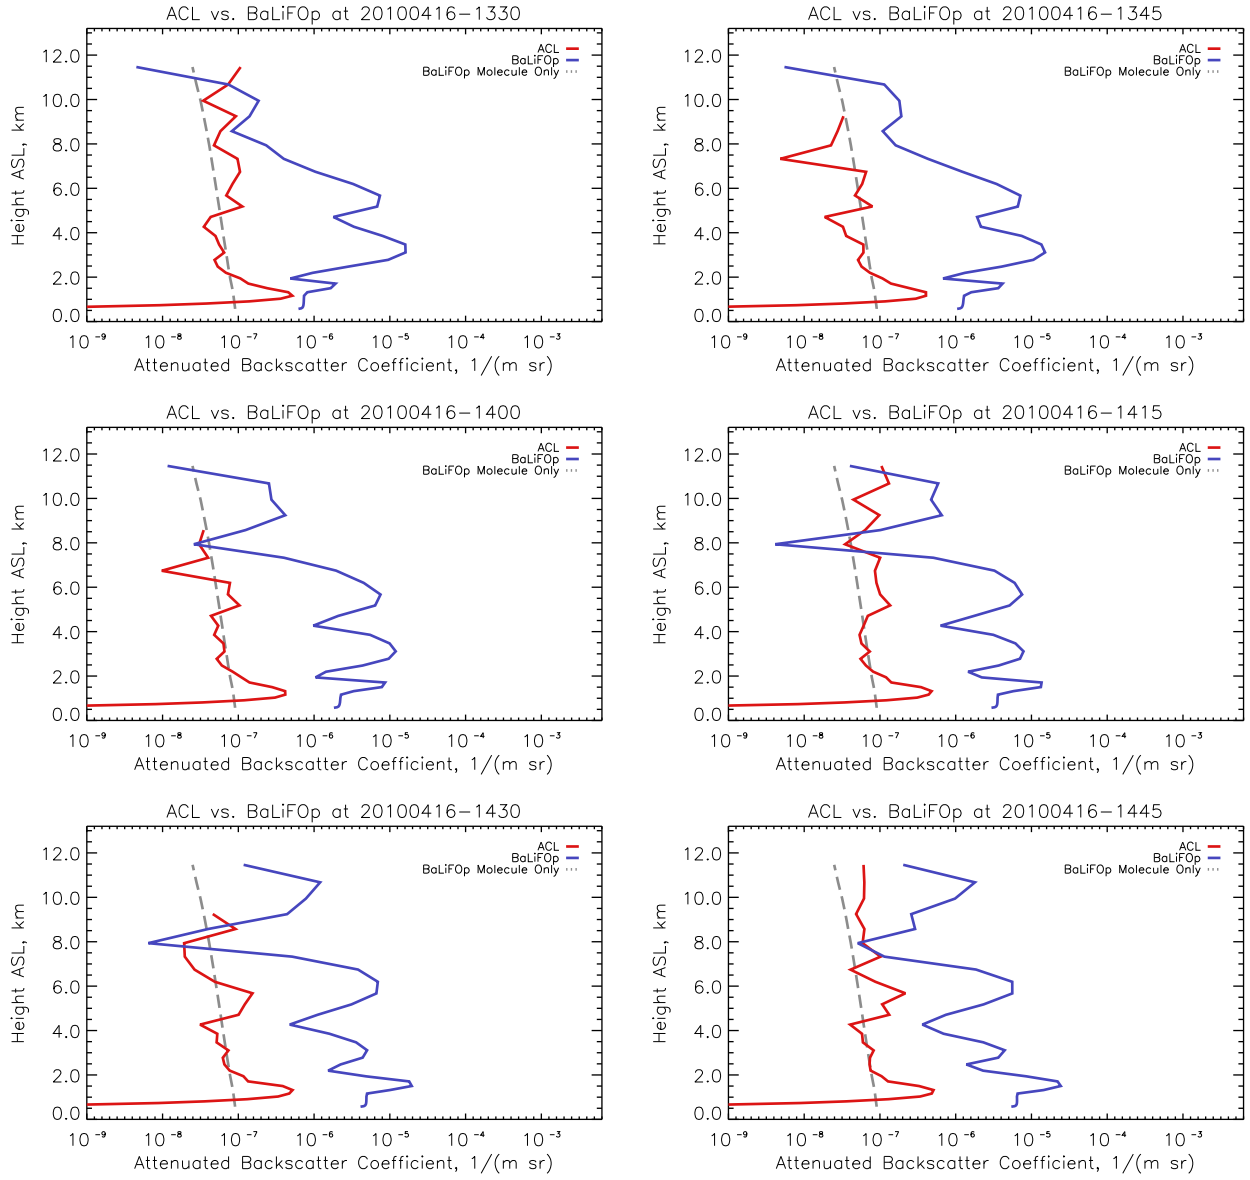 ACL vs. BaLiFOp at 20100416-1330
ACL
BaLiFOp
BaLiFOp Molecule Only
12.0
10.0
8.0
6.0
4.0
2.0
0.0
Height ASL, km
10⁻⁹ 10⁻⁸ 10⁻⁷ 10⁻⁶ 10⁻⁵ 10⁻⁴ 10⁻³
Attenuated Backscatter Coefficient, 1/(m sr)
ACL vs. BaLiFOp at 20100416-1345
ACL
BaLiFOp
BaLiFOp Molecule Only
12.0
10.0
8.0
6.0
4.0
2.0
0.0
Height ASL, km
10⁻⁹ 10⁻⁸ 10⁻⁷ 10⁻⁶ 10⁻⁵ 10⁻⁴ 10⁻³
Attenuated Backscatter Coefficient, 1/(m sr)
ACL vs. BaLiFOp at 20100416-1400
ACL
BaLiFOp
BaLiFOp Molecule Only
12.0
10.0
8.0
6.0
4.0
2.0
0.0
Height ASL, km
10⁻⁹ 10⁻⁸ 10⁻⁷ 10⁻⁶ 10⁻⁵ 10⁻⁴ 10⁻³
Attenuated Backscatter Coefficient, 1/(m sr)
ACL vs. BaLiFOp at 20100416-1415
ACL
BaLiFOp
BaLiFOp Molecule Only
12.0
10.0
8.0
6.0
4.0
2.0
0.0
Height ASL, km
10⁻⁹ 10⁻⁸ 10⁻⁷ 10⁻⁶ 10⁻⁵ 10⁻⁴ 10⁻³
Attenuated Backscatter Coefficient, 1/(m sr)
ACL vs. BaLiFOp at 20100416-1430
ACL
BaLiFOp
BaLiFOp Molecule Only
12.0
10.0
8.0
6.0
4.0
2.0
0.0
Height ASL, km
10⁻⁹ 10⁻⁸ 10⁻⁷ 10⁻⁶ 10⁻⁵ 10⁻⁴ 10⁻³
Attenuated Backscatter Coefficient, 1/(m sr)
ACL vs. BaLiFOp at 20100416-1445
ACL
BaLiFOp
BaLiFOp Molecule Only
12.0
10.0
8.0
6.0
4.0
2.0
0.0
Height ASL, km
10⁻⁹ 10⁻⁸ 10⁻⁷ 10⁻⁶ 10⁻⁵ 10⁻⁴ 10⁻³
Attenuated Backscatter Coefficient, 1/(m sr)